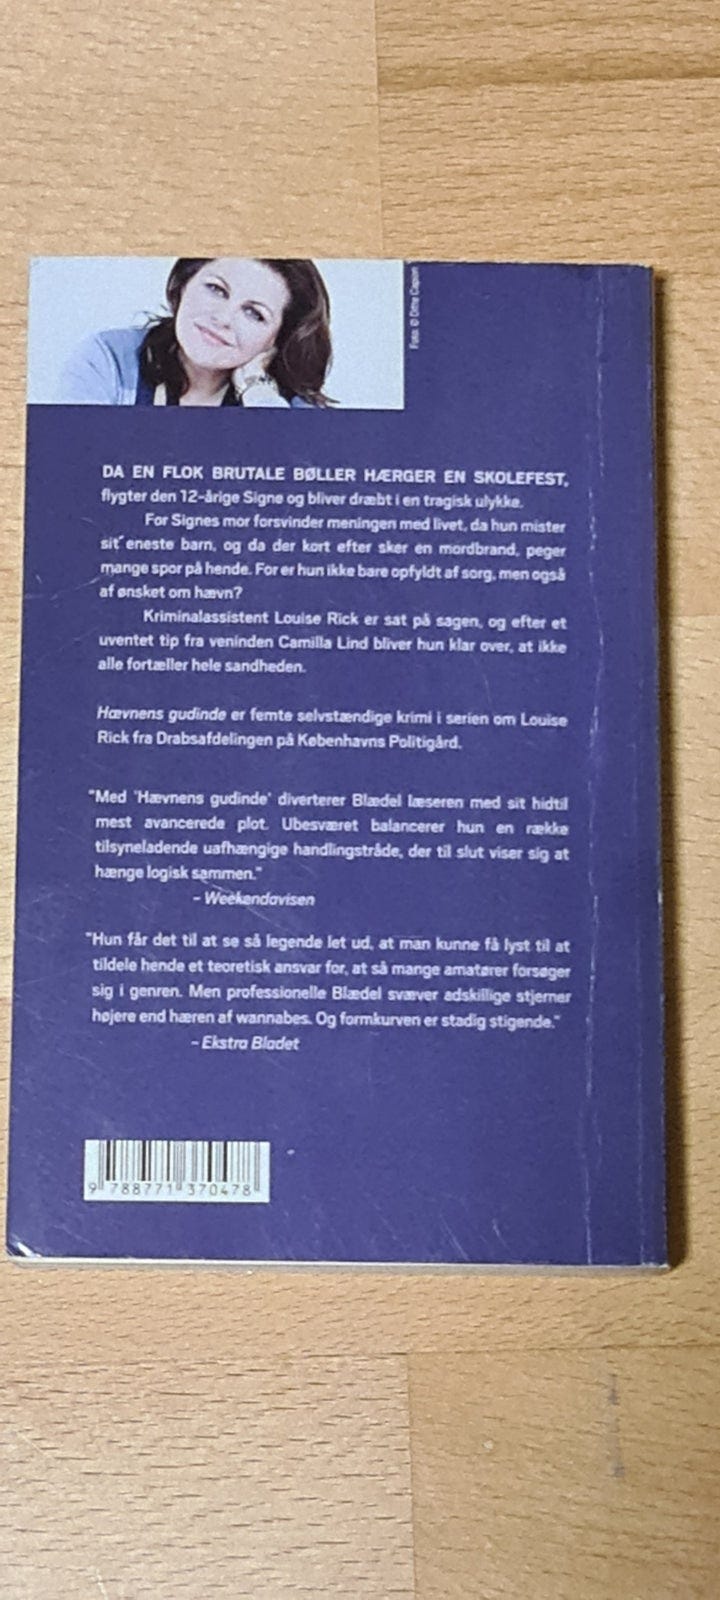 Foto: © Ditte Capion
DA EN FLOK BRUTALE BØLLER HÆRGER EN SKOLEFEST,
flygter den 12-årige Signe og bliver dræbt i en tragisk ulykke.
For Signes mor forsvinder meningen med livet, da hun mister
sit eneste barn, og da der kort efter sker en mordbrand, peger
mange spor på hende. For er hun ikke bare opfyldt af sorg, men også
af ønsket om hævn?
Kriminalassistent Louise Rick er sat på sagen, og efter et
uventet tip fra veninden Camilla Lind bliver hun klar over, at ikke
alle fortæller hele sandheden.
Hævnens gudinde er femte selvstændige krimi i serien om Louise
Rick fra Drabsafdelingen på Københavns Politigård.
"Med 'Hævnens gudinde' diverterer Blædel læseren med sit hidtil
mest avancerede plot. Ubesværet balancerer hun en række
tilsyneladende uafhængige handlingstråde, der til slut viser sig at
hænge logisk sammen."
– Weekendavisen
"Hun får det til at se så legende let ud, at man kunne få lyst til at
tildele hende et teoretisk ansvar for, at så mange amatører forsøger
sig i genren. Men professionelle Blædel svæver adskillige stjerner
højere end hæren af wannabes. Og formkurven er stadig stigende."
– Ekstra Bladet
9 788771 370478